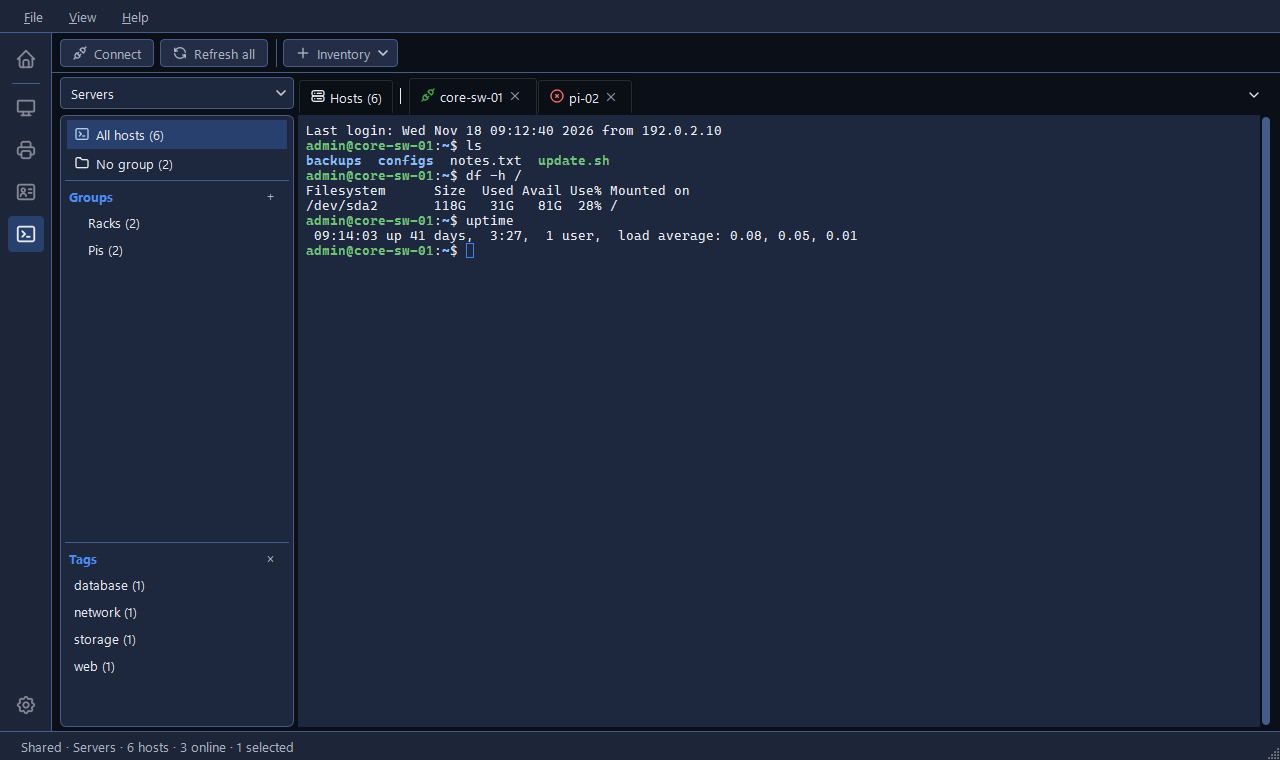 File View Help
Connect Refresh all Inventory
Servers
Hosts (6) core-sw-01 pi-02
All hosts (6)
No group (2)
Groups +
Racks (2)
Pis (2)
Tags ×
database (1)
network (1)
storage (1)
web (1)
Last login: Wed Nov 18 09:12:40 2026 from 192.0.2.10
admin@core-sw-01:~$ ls
backups  configs  notes.txt  update.sh
admin@core-sw-01:~$ df -h /
Filesystem      Size  Used Avail Use% Mounted on
/dev/sda2       118G   31G   81G  28% /
admin@core-sw-01:~$ uptime
 09:14:03 up 41 days,  3:27,  1 user,  load average: 0.08, 0.05, 0.01
admin@core-sw-01:~$
Shared · Servers · 6 hosts · 3 online · 1 selected